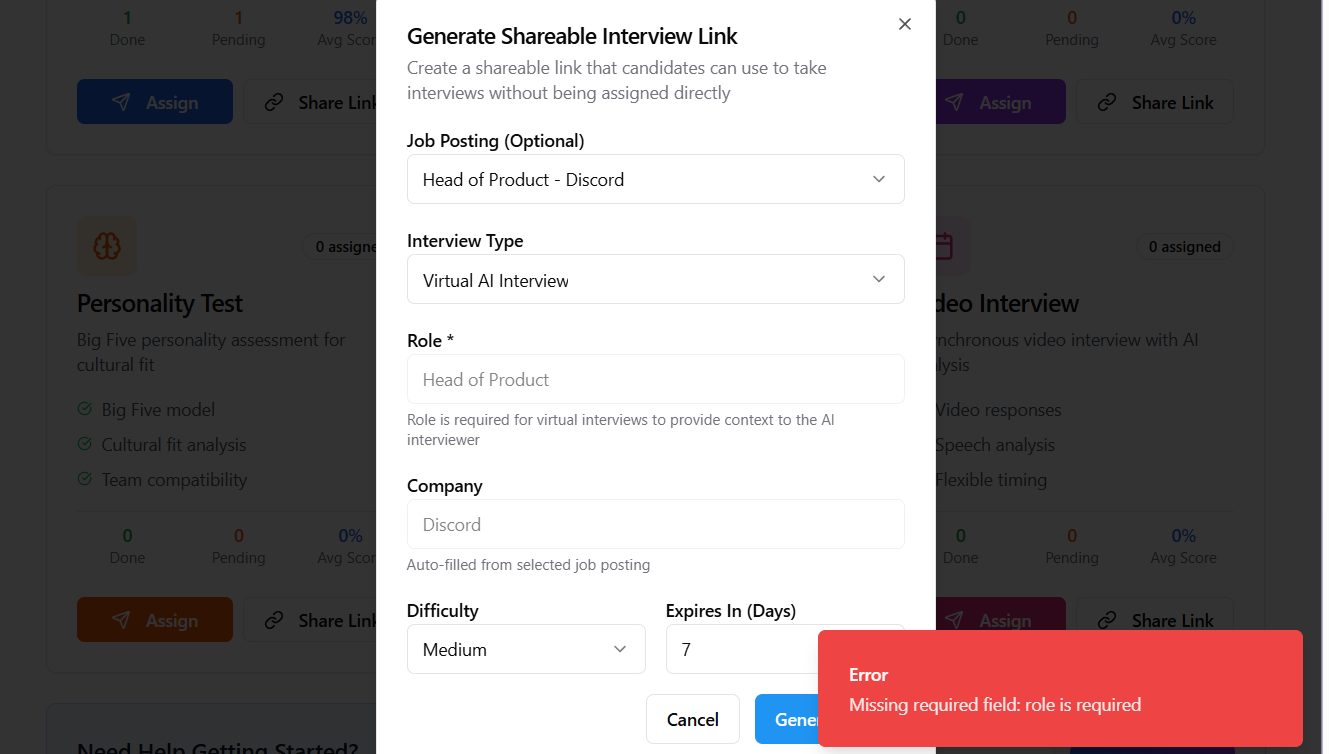 1
1
98%
Done
Pending
Avg Scor
Assign
Share Link
0
0
0%
Done
Pending
Avg Score
Assign
Share Link
Generate Shareable Interview Link
Create a shareable link that candidates can use to take
interviews without being assigned directly
Job Posting (Optional)
Head of Product - Discord
Interview Type
Virtual AI Interview
Role *
Head of Product
Role is required for virtual interviews to provide context to the AI
interviewer
Company
Discord
Auto-filled from selected job posting
Difficulty
Expires In (Days)
Medium
7
Cancel
Gener
0 assigne
Personality Test
Big Five personality assessment for
cultural fit
Big Five model
Cultural fit analysis
Team compatibility
0
0
0%
Done
Pending
Avg Scor
Assign
Share Link
0 assigned
deo Interview
nchronous video interview with AI
lysis
Video responses
Speech analysis
Flexible timing
0
0
0%
Done
Pending
Avg Score
Assign
Share Link
Need Help Getting Started?
Error
Missing required field: role is required